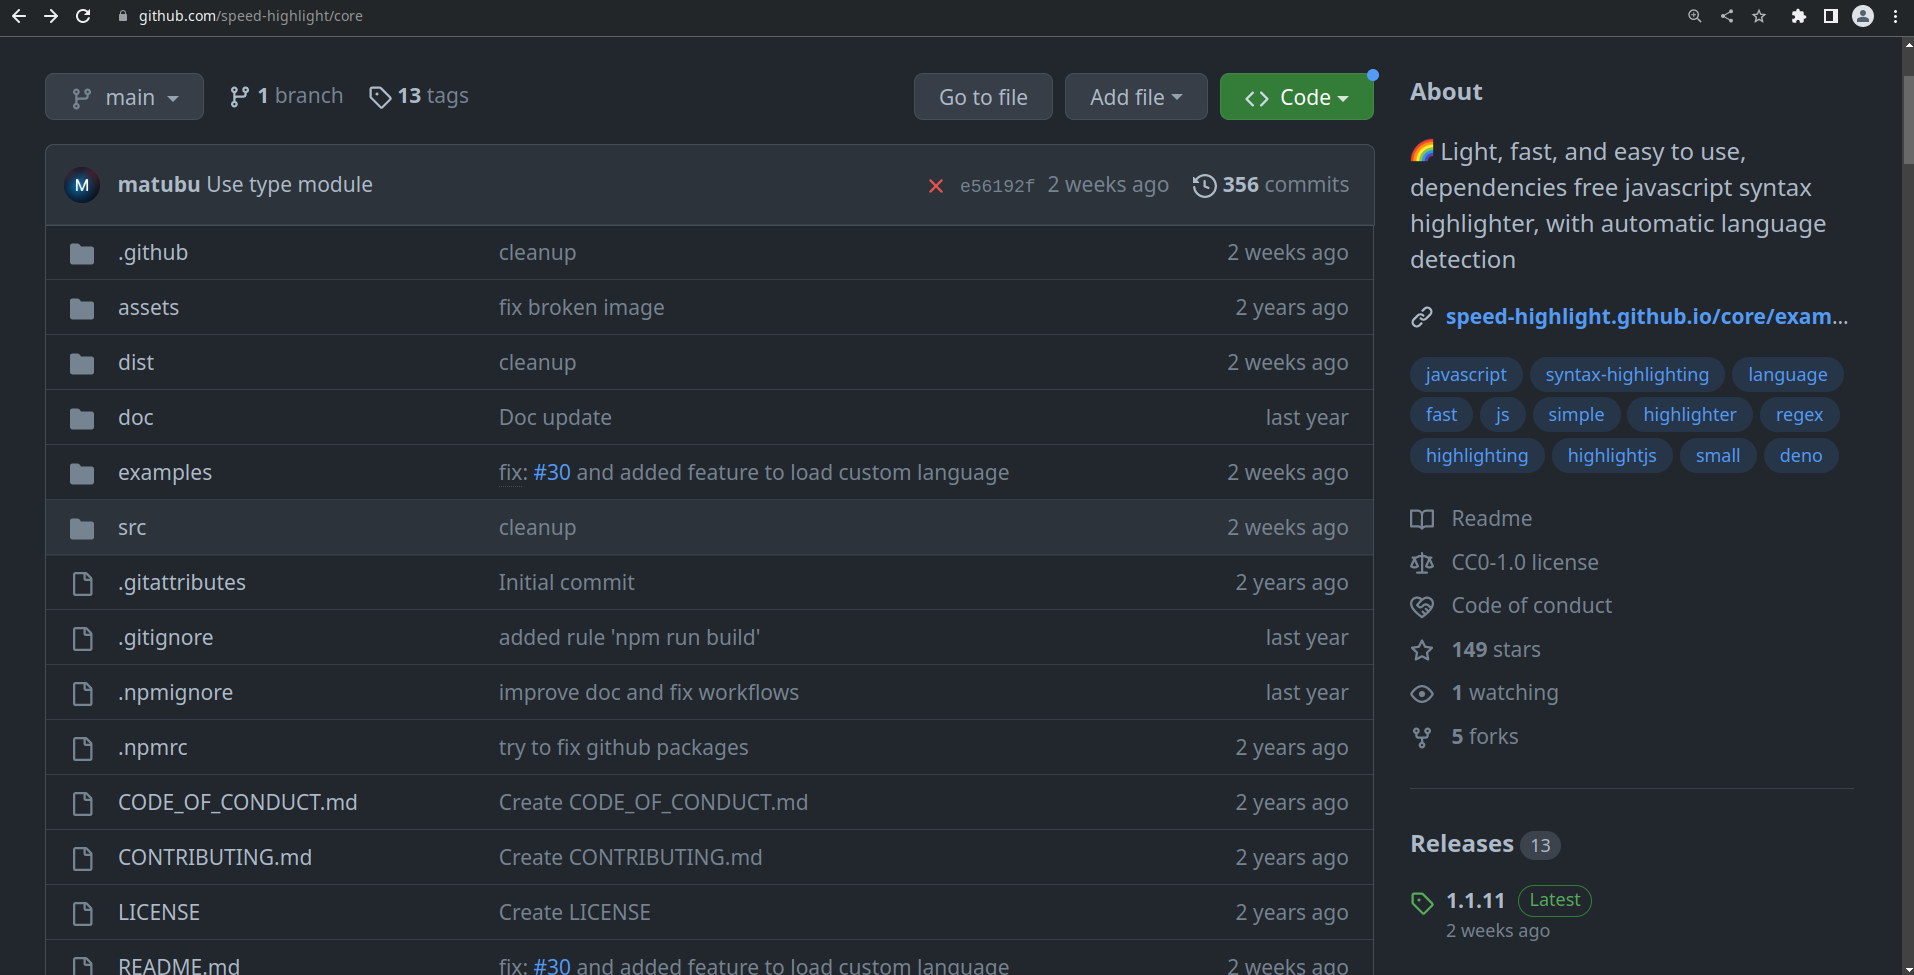 github.com/speed-highlight/core
main 1 branch 13 tags Go to file Add file Code
M matubu Use type module e56192f 2 weeks ago 356 commits
.github cleanup 2 weeks ago
assets fix broken image 2 years ago
dist cleanup 2 weeks ago
doc Doc update last year
examples fix: #30 and added feature to load custom language 2 weeks ago
src cleanup 2 weeks ago
.gitattributes Initial commit 2 years ago
.gitignore added rule 'npm run build' last year
.npmignore improve doc and fix workflows last year
.npmrc try to fix github packages 2 years ago
CODE_OF_CONDUCT.md Create CODE_OF_CONDUCT.md 2 years ago
CONTRIBUTING.md Create CONTRIBUTING.md 2 years ago
LICENSE Create LICENSE 2 years ago
README.md fix: #30 and added feature to load custom language 2 weeks ago
About
🌈 Light, fast, and easy to use,
dependencies free javascript syntax
highlighter, with automatic language
detection
speed-highlight.github.io/core/exam...
javascript syntax-highlighting language
fast js simple highlighter regex
highlighting highlightjs small deno
Readme
CC0-1.0 license
Code of conduct
149 stars
1 watching
5 forks
Releases 13
1.1.11 Latest
2 weeks ago